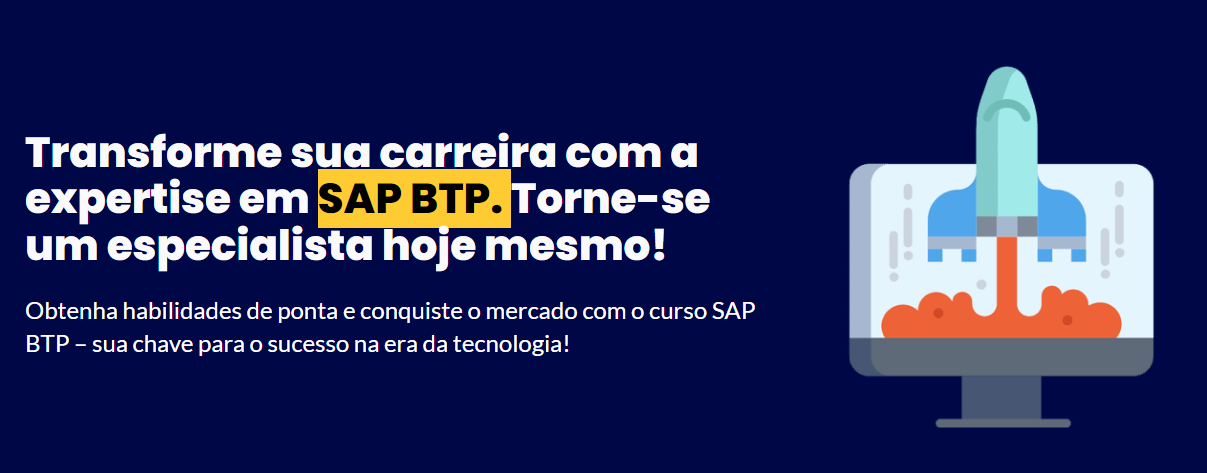 Transforme sua carreira com a
expertise em SAP BTP. Torne-se
um especialista hoje mesmo!
Obtenha habilidades de ponta e conquiste o mercado com o curso SAP
BTP – sua chave para o sucesso na era da tecnologia!